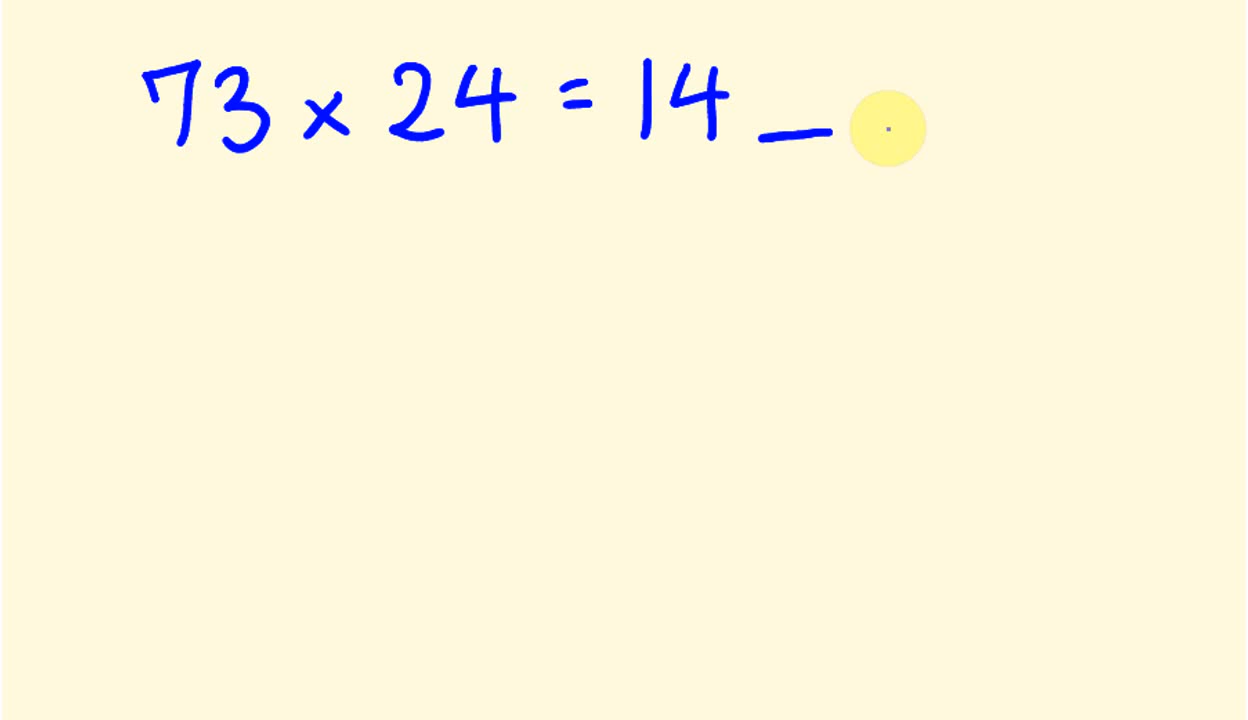 73 × 24 = 14 _